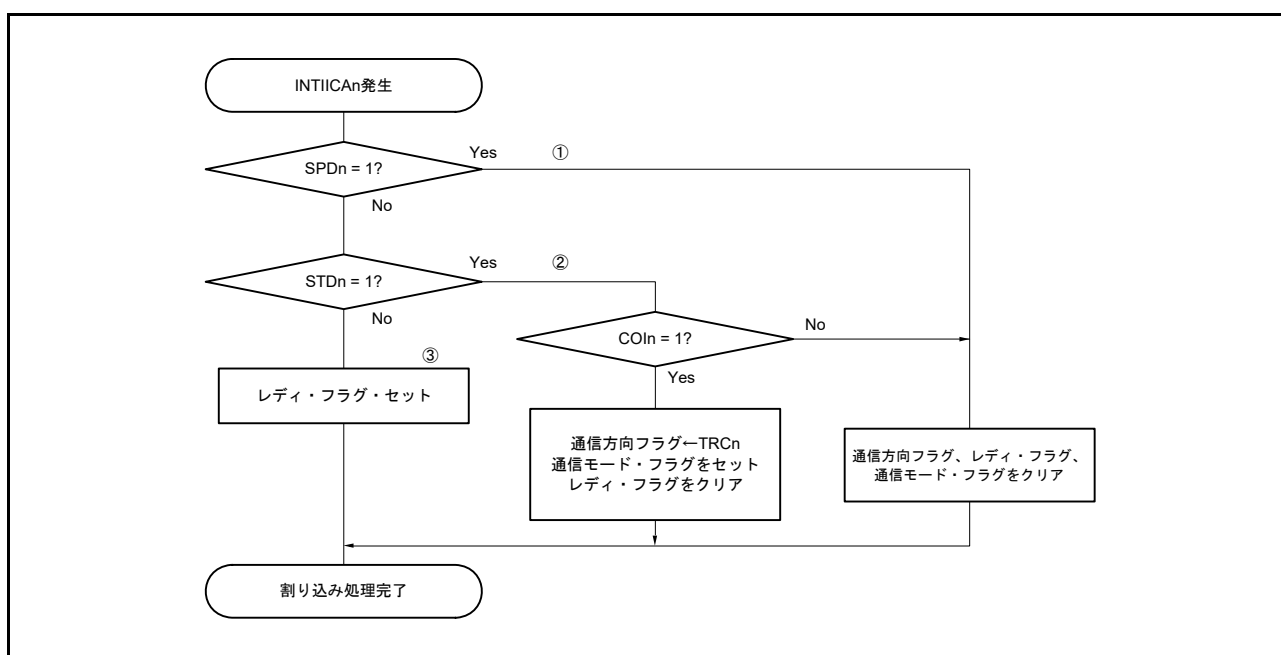 INTIICAn発生
SPDn = 1?
Yes
①
No
STDn = 1?
Yes
②
No
COIn = 1?
No
Yes
③
レディ・フラグ・セット
通信方向フラグ←TRCn
通信モード・フラグをセット
レディ・フラグをクリア
通信方向フラグ、レディ・フラグ、
通信モード・フラグをクリア
割り込み処理完了